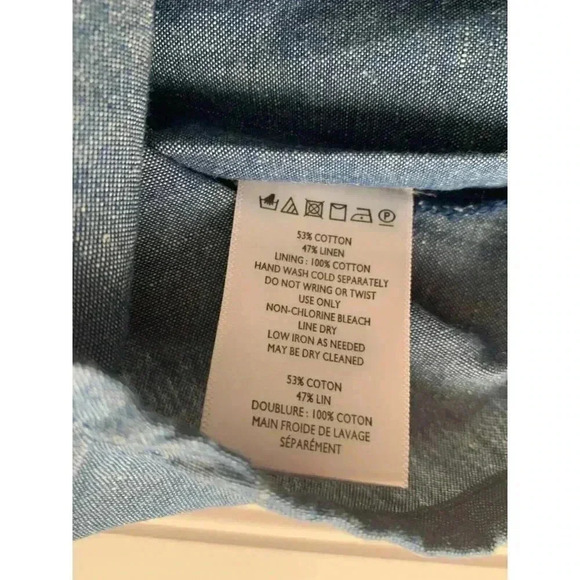 53% COTTON
47% LINEN
LINING : 100% COTTON
HAND WASH COLD SEPARATELY
DO NOT WRING OR TWIST
USE ONLY
NON-CHLORINE BLEACH
LINE DRY
LOW IRON AS NEEDED
MAY BE DRY CLEANED
53% COTON
47% LIN
DOUBLURE : 100% COTON
MAIN FROIDE DE LAVAGE
SÉPARÉMENT